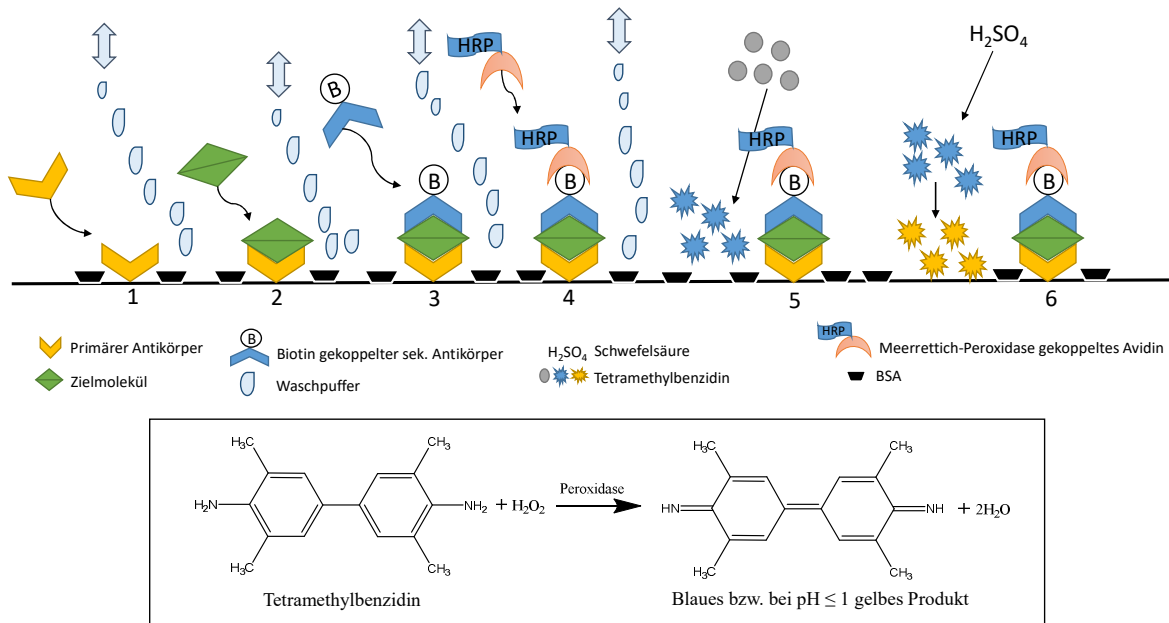 HRP
H₂SO₄
B
HRP
HRP
HRP
B
B
B
B
1
2
3
4
5
6
Primärer Antikörper
Zielmolekül
B
Biotin gekoppelter sek. Antikörper
Waschpuffer
H₂SO₄ Schwefelsäure
Tetramethylbenzidin
HRP
Meerrettich-Peroxidase gekoppeltes Avidin
BSA
H₃C CH₃
H₂N NH₂ + H₂O₂
H₃C CH₃
Tetramethylbenzidin
Peroxidase
H₃C CH₃
HN NH + 2H₂O
H₃C CH₃
Blaues bzw. bei pH ≤ 1 gelbes Produkt